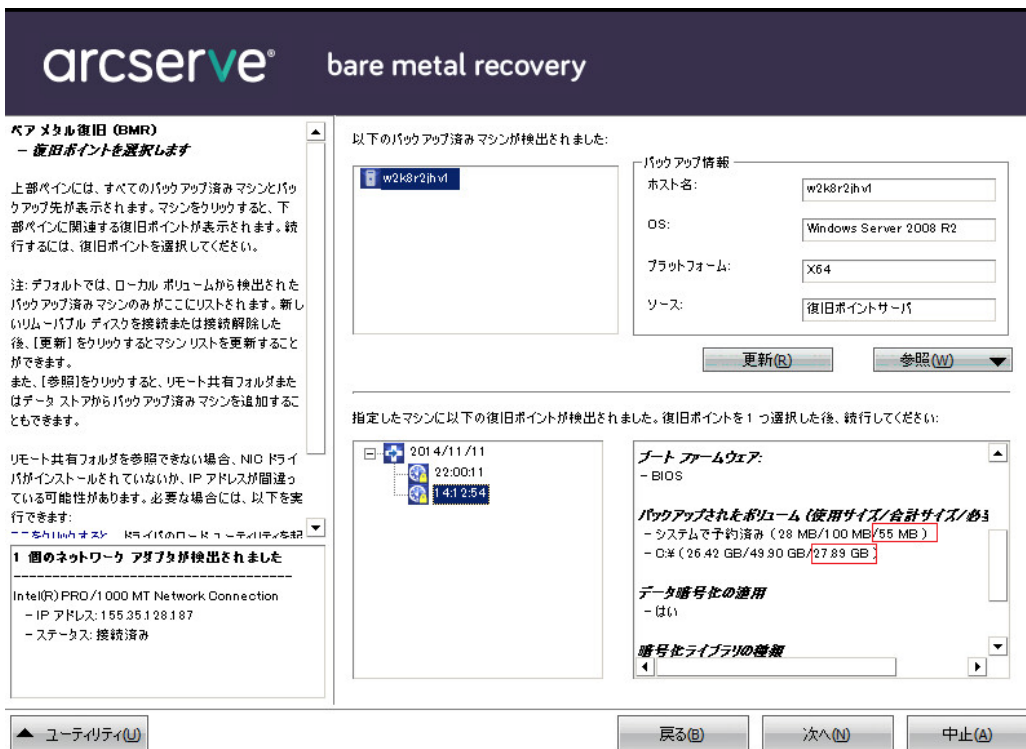 arcserve® bare metal recovery
ベア メタル復旧 (BMR)
- 復旧ポイントを選択します
上部ペインには、すべてのバックアップ済みマシンとバッ
クアップ先が表示されます。マシンをクリックすると、下
部ペインに関連する復旧ポイントが表示されます。続
行するには、復旧ポイントを選択してください。
注: デフォルトでは、ローカル ボリュームから検出された
バックアップ済みマシンのみがここにリストされます。新し
いリムーバブル ディスクを接続または接続解除した
後、[更新] をクリックするとマシン リストを更新すること
ができます。
また、[参照]をクリックすると、リモート共有フォルダまた
はデータ ストアからバックアップ済みマシンを追加するこ
ともできます。
リモート共有フォルダを参照できない場合、NIC ドライ
バがインストールされていないか、IP アドレスが間違っ
ている可能性があります。必要な場合には、以下を実
行できます:
1 個のネットワーク アダプタが検出されました
-----------------------------------
Intel(R) PRO/1000 MT Network Connection
- IP アドレス: 155.35.128.187
- ステータス: 接続済み
以下のバックアップ済みマシンが検出されました:
w2k8r2jhv1
バックアップ情報
ホスト名: w2k8r2jhv1
OS: Windows Server 2008 R2
プラットフォーム: X64
ソース: 復旧ポイントサーバ
更新(R) 参照(W)
指定したマシンに以下の復旧ポイントが検出されました。復旧ポイントを1 つ選択した後、続行してください:
2014/11/11
22:00:11
14:12:54
ブート ファームウェア:
- BIOS
バックアップされたボリューム (使用サイズ/合計サイズ/必要
- システムで予約済み (28 MB/100 MB/55 MB )
- C:¥ ( 26.42 GB/49.90 GB/27.89 GB )
データ暗号化の適用
- はい
暗号化ライブラリの種類
ユーティリティ(U) 戻る(B) 次へ(N) 中止(A)